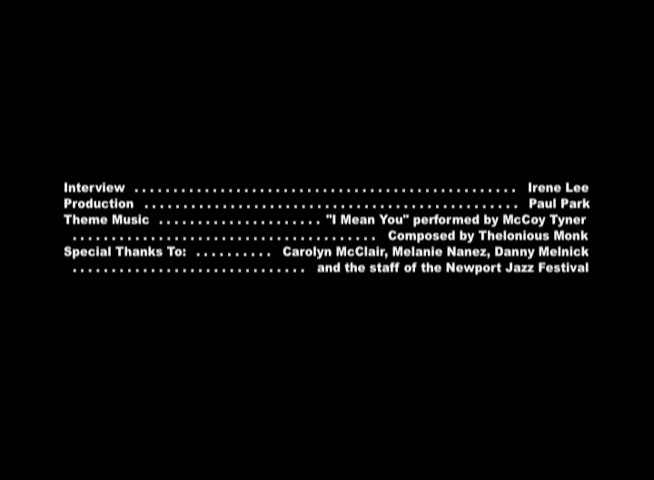 Interview ................................................ Irene Lee
Production ................................................. Paul Park
Theme Music ..................... "I Mean You" performed by McCoy Tyner
....................................... Composed by Thelonious Monk
Special Thanks To: .......... Carolyn McClair, Melanie Nanez, Danny Melnick
.............................. and the staff of the Newport Jazz Festival